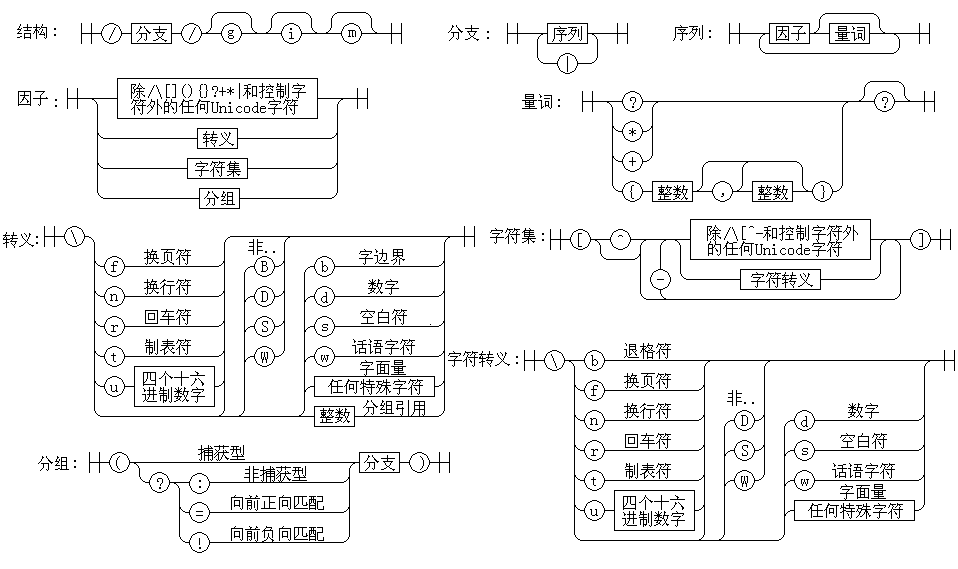 结构: / 分支 / g i m
分支: 序列 |
序列: 因子 量词
因子: 除/\[](){}?+*|和控制字
符外的任何Unicode字符
转义
字符集
分组
量词: ? ?
*
+
{ 整数 , 整数 }
转义: \
非..
f 换页符 B b 字边界
n 换行符 D d 数字
r 回车符 S s 空白符
t 制表符 W w 话语字符
u 四个十六
进制数字
字面量
任何特殊字符
整数 分组引用
字符集: [ ^ 除/\[^-和控制字符外 ]
的任何Unicode字符
-
字符转义
字符转义: \ b 退格符
f 换页符
n 换行符
r 回车符
t 制表符
u 四个十六
进制数字
非..
D d 数字
S s 空白符
W w 话语字符
字面量
任何特殊字符
分组: ( 捕获型 分支 )
? : 非捕获型
= 向前正向匹配
! 向前负向匹配